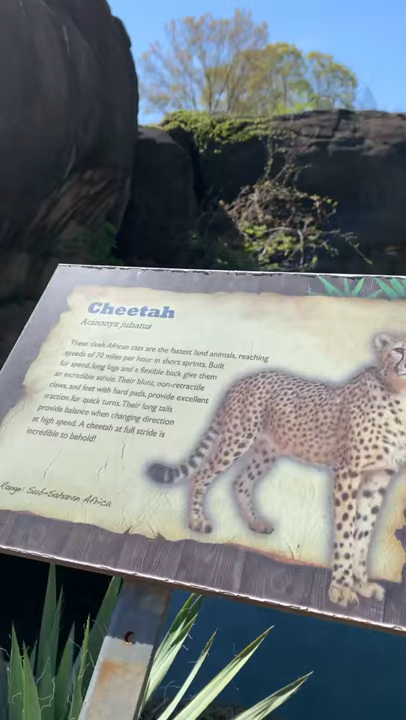 Cheetah
Acinonyx jubatus
These sleek African cats are the fastest land animals, reaching
speeds of 70 miles per hour in short sprints. Built
for speed, long legs and a flexible back give them
an incredible stride. Their blunt, non-retractile
claws, and feet with hard pads, provide excellent
traction for quick turns. Their long tails
provide balance when changing direction
at high speed. A cheetah at full stride is
incredible to behold!
Range: Sub-Saharan Africa